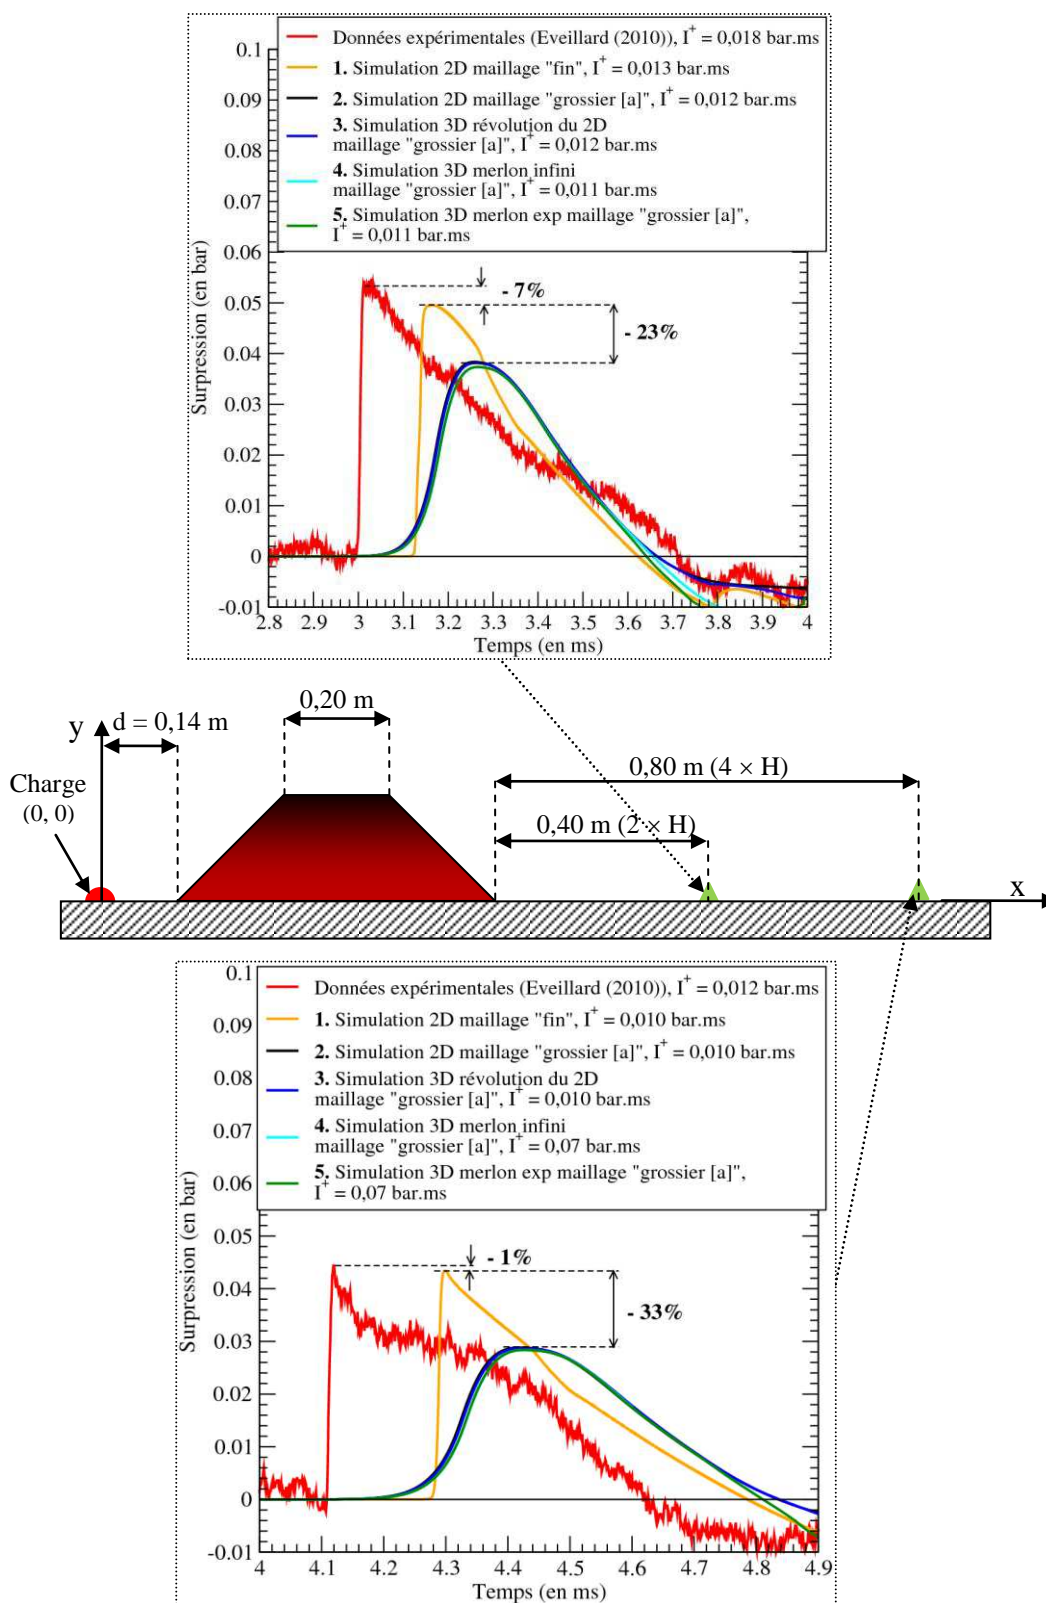 Données expérimentales (Eveillard (2010)), I+ = 0,018 bar.ms
1. Simulation 2D maillage "fin", I+ = 0,013 bar.ms
2. Simulation 2D maillage "grossier [a]", I+ = 0,012 bar.ms
3. Simulation 3D révolution du 2D
maillage "grossier [a]", I+ = 0,012 bar.ms
4. Simulation 3D merlon infini
maillage "grossier [a]", I+ = 0,011 bar.ms
5. Simulation 3D merlon exp maillage "grossier [a]",
I+ = 0,011 bar.ms
0.1
0.09
0.08
0.07
0.06
0.05
0.04
0.03
0.02
0.01
0
-0.01
Surpression (en bar)
- 7%
- 23%
2.8 2.9 3 3.1 3.2 3.3 3.4 3.5 3.6 3.7 3.8 3.9 4
Temps (en ms)
0,20 m
y
d = 0,14 m
0,80 m (4 × H)
Charge
(0, 0)
0,40 m (2 × H)
x
Données expérimentales (Eveillard (2010)), I+ = 0,012 bar.ms
1. Simulation 2D maillage "fin", I+ = 0,010 bar.ms
2. Simulation 2D maillage "grossier [a]", I+ = 0,010 bar.ms
3. Simulation 3D révolution du 2D
maillage "grossier [a]", I+ = 0,010 bar.ms
4. Simulation 3D merlon infini
maillage "grossier [a]", I+ = 0,07 bar.ms
5. Simulation 3D merlon exp maillage "grossier [a]",
I+ = 0,07 bar.ms
0.1
0.09
0.08
0.07
0.06
0.05
0.04
0.03
0.02
0.01
0
-0.01
Surpression (en bar)
- 1%
- 33%
4 4.1 4.2 4.3 4.4 4.5 4.6 4.7 4.8 4.9
Temps (en ms)